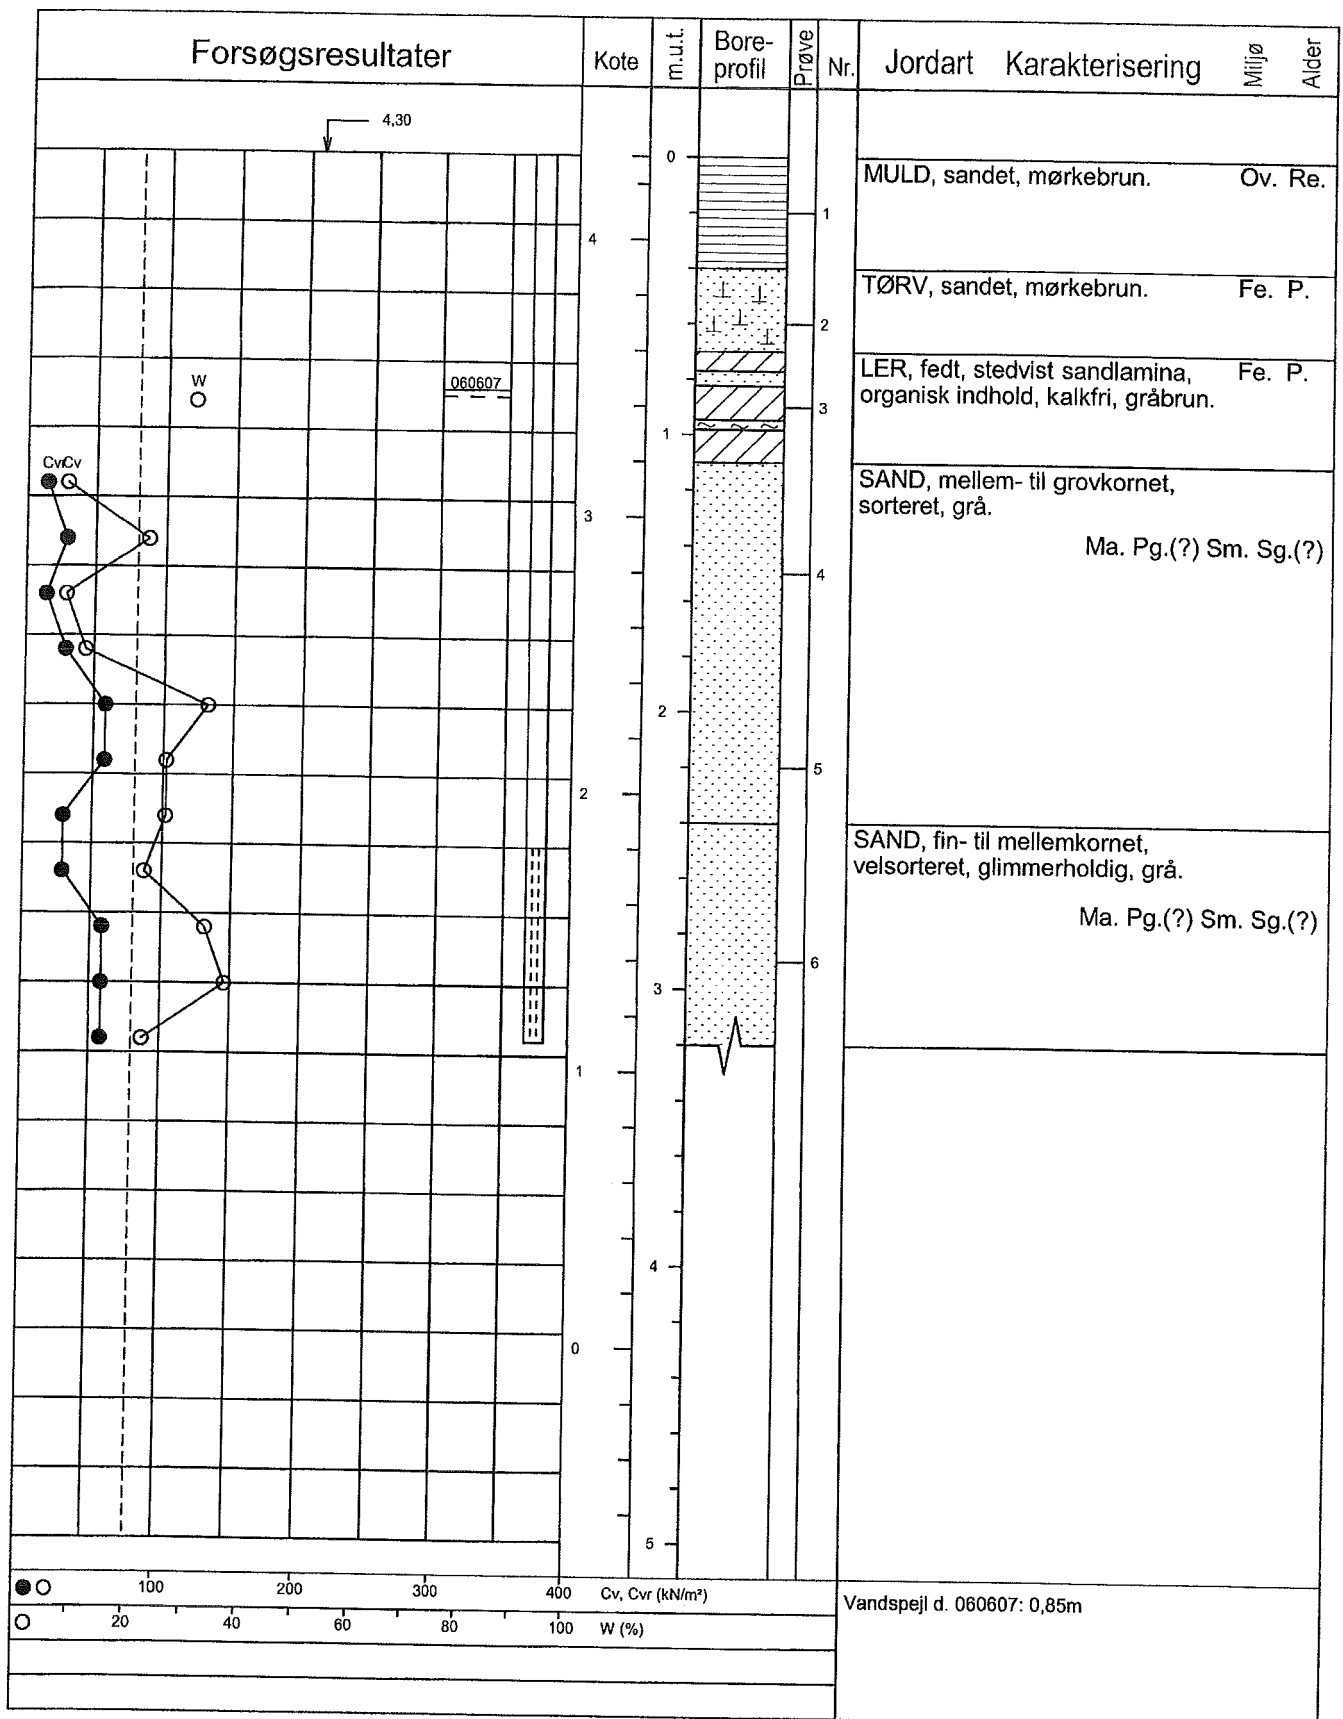 Forsøgsresultater
Kote
m.u.t.
Bore-
profil
Prøve
Nr.
Jordart Karakterisering
Miljø
Alder
4,30
0
MULD, sandet, mørkebrun. Ov. Re.
1
4
TØRV, sandet, mørkebrun. Fe. P.
2
LER, fedt, stedvist sandlamina, Fe. P.
organisk indhold, kalkfri, gråbrun.
W
060607
3
1
CvrCv
SAND, mellem- til grovkornet,
sorteret, grå.
3
Ma. Pg.(?) Sm. Sg.(?)
4
2
5
2
SAND, fin- til mellemkornet,
velsorteret, glimmerholdig, grå.
Ma. Pg.(?) Sm. Sg.(?)
6
3
1
4
0
5
100 200 300 400 Cv, Cvr (kN/m²)
20 40 60 80 100 W (%)
Vandspejl d. 060607: 0,85m